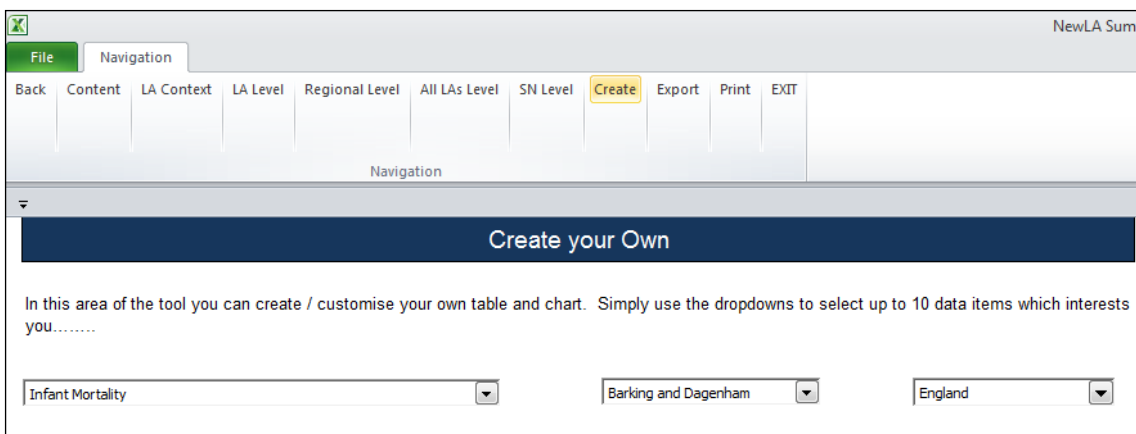 NewLA Sum
File Navigation
Back Content LA Context LA Level Regional Level All LAs Level SN Level Create Export Print EXIT
Navigation
Create your Own
In this area of the tool you can create / customise your own table and chart. Simply use the dropdowns to select up to 10 data items which interests
you........
Infant Mortality Barking and Dagenham England